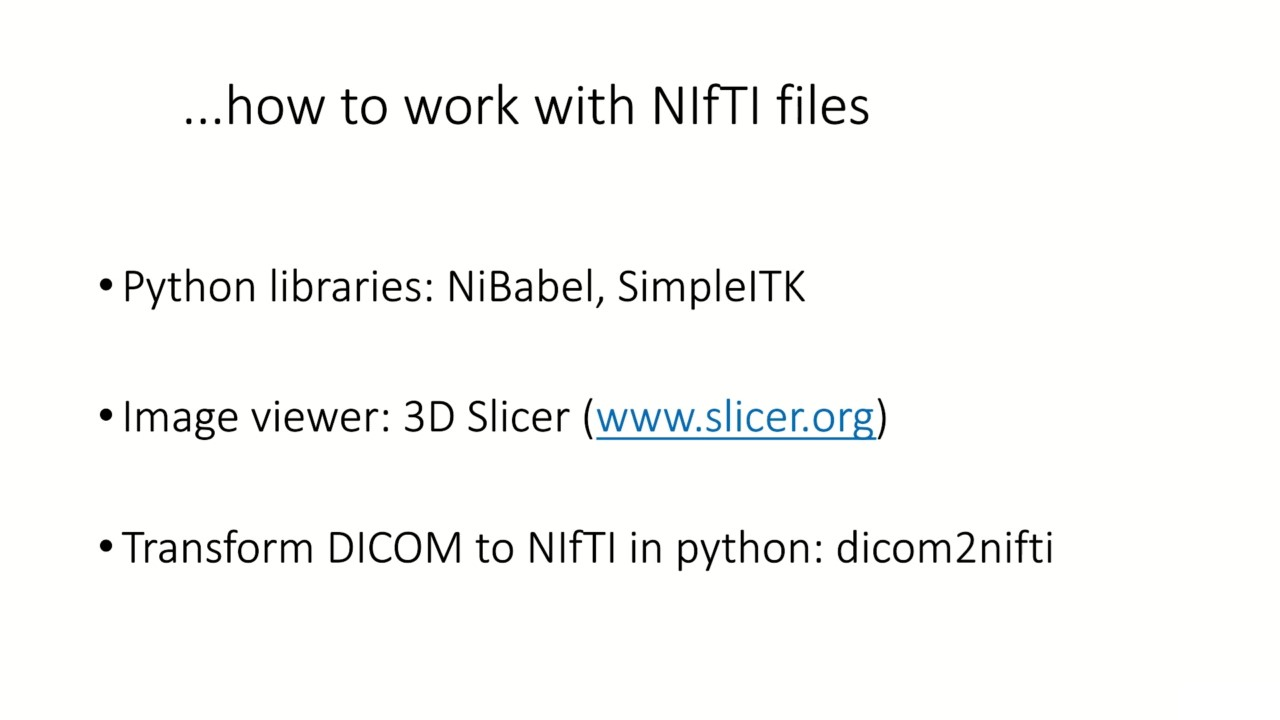 ...how to work with NIfTI files
• Python libraries: NiBabel, SimpleITK
• Image viewer: 3D Slicer (www.slicer.org)
• Transform DICOM to NIfTI in python: dicom2nifti